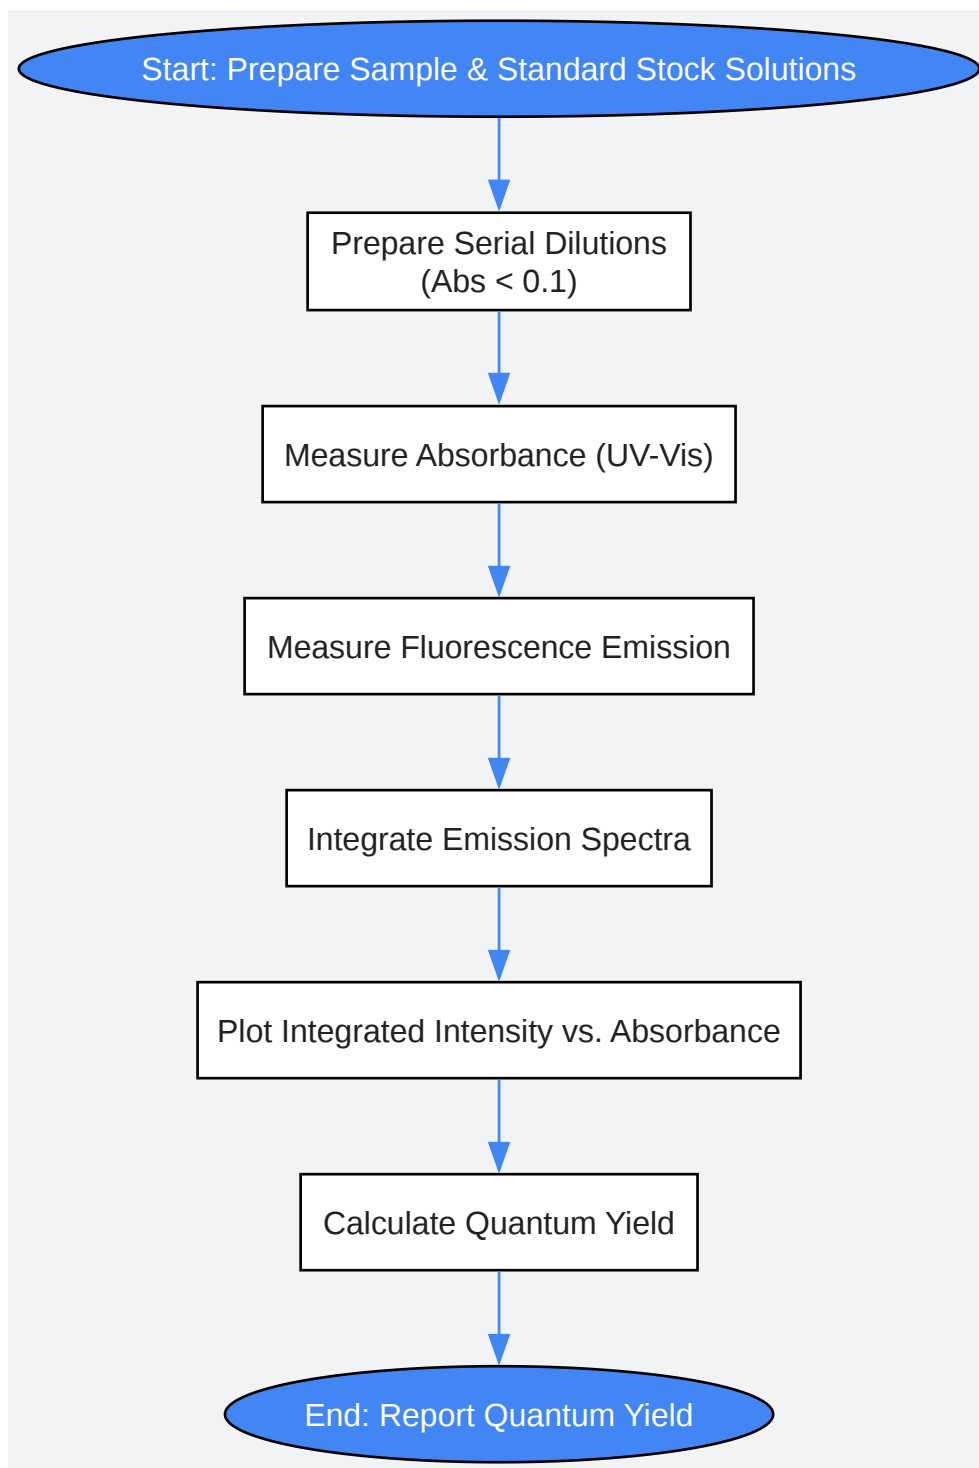 Start: Prepare Sample & Standard Stock Solutions
Prepare Serial Dilutions
(Abs < 0.1)
Measure Absorbance (UV-Vis)
Measure Fluorescence Emission
Integrate Emission Spectra
Plot Integrated Intensity vs. Absorbance
Calculate Quantum Yield
End: Report Quantum Yield